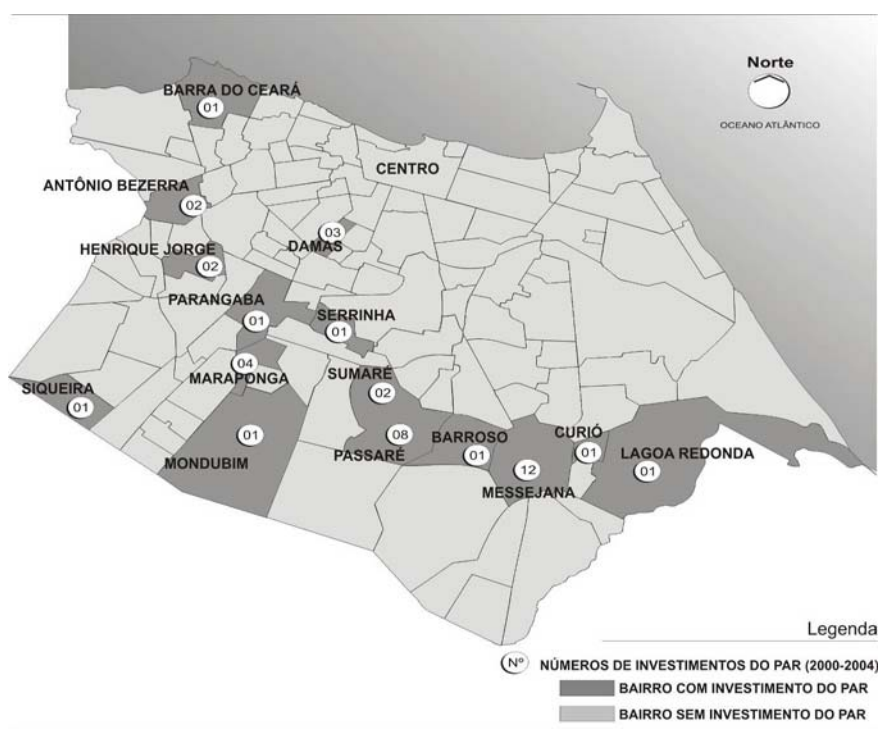 Norte
OCEANO ATLÂNTICO
BARRA DO CEARÁ
01
CENTRO
ANTÔNIO BEZERRA
02
03
DAMAS
HENRIQUE JORGE
02
PARANGABA
01
SERRINHA
01
04
MARAPONGA
SUMARÉ
02
SIQUEIRA
01
01
MONDUBIM
08
PASSARÉ
BARROSO
01
12
MESSEJANA
CURIÓ
01
LAGOA REDONDA
01
Legenda
Nº NÚMEROS DE INVESTIMENTOS DO PAR (2000-2004)
BAIRRO COM INVESTIMENTO DO PAR
BAIRRO SEM INVESTIMENTO DO PAR